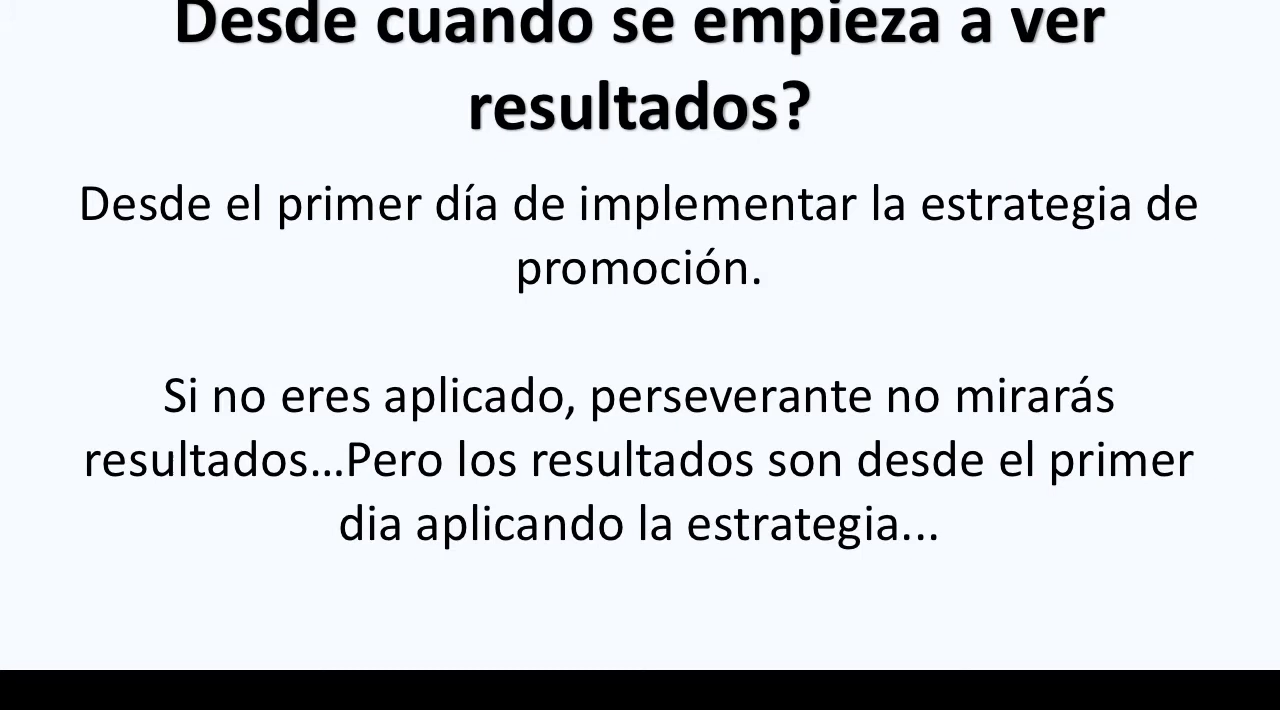 Desde cuando se empieza a ver
resultados?
Desde el primer día de implementar la estrategia de
promoción.
Si no eres aplicado, perseverante no mirarás
resultados...Pero los resultados son desde el primer
dia aplicando la estrategia...